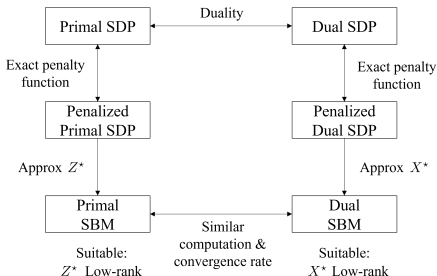 Primal SDP
Duality
Dual SDP
Exact penalty
function
Exact penalty
function
Penalized
Primal SDP
Penalized
Dual SDP
Approx Z⋆
Approx X⋆
Primal
SBM
Dual
SBM
Similar
computation &
convergence rate
Suitable:
Z⋆ Low-rank
Suitable:
X⋆ Low-rank